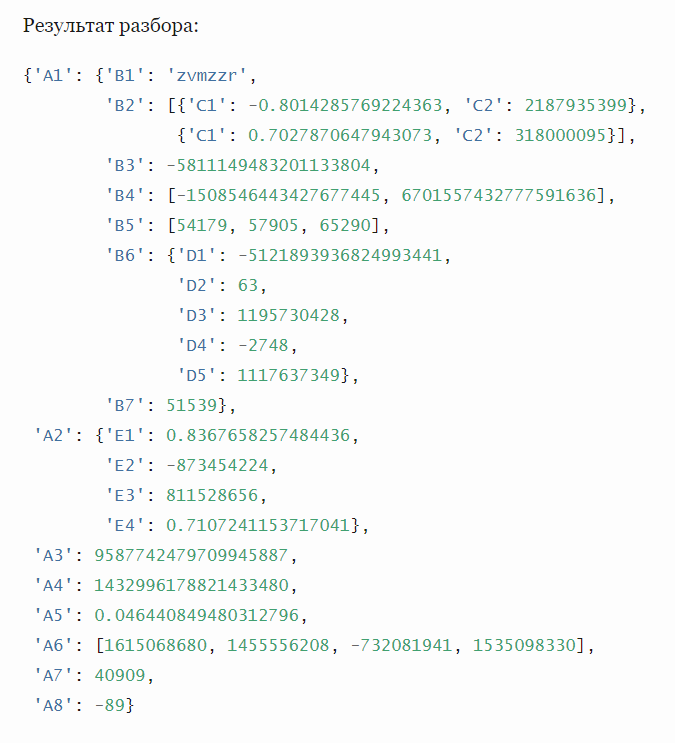 Результат разбора:
{'A1': {'B1': 'zvmzzr',
'B2': [{'C1': -0.8014285769224363, 'C2': 2187935399},
{'C1': 0.7027870647943073, 'C2': 318000095}],
'B3': -5811149483201133804,
'B4': [-1508546443427677445, 6701557432777591636],
'B5': [54179, 57905, 65290],
'B6': {'D1': -5121893936824993441,
'D2': 63,
'D3': 1195730428,
'D4': -2748,
'D5': 1117637349},
'B7': 51539},
'A2': {'E1': 0.8367658257484436,
'E2': -873454224,
'E3': 811528656,
'E4': 0.7107241153717041},
'A3': 9587742479709945887,
'A4': 1432996178821433480,
'A5': 0.046440849480312796,
'A6': [1615068680, 1455556208, -732081941, 1535098330],
'A7': 40909,
'A8': -89}